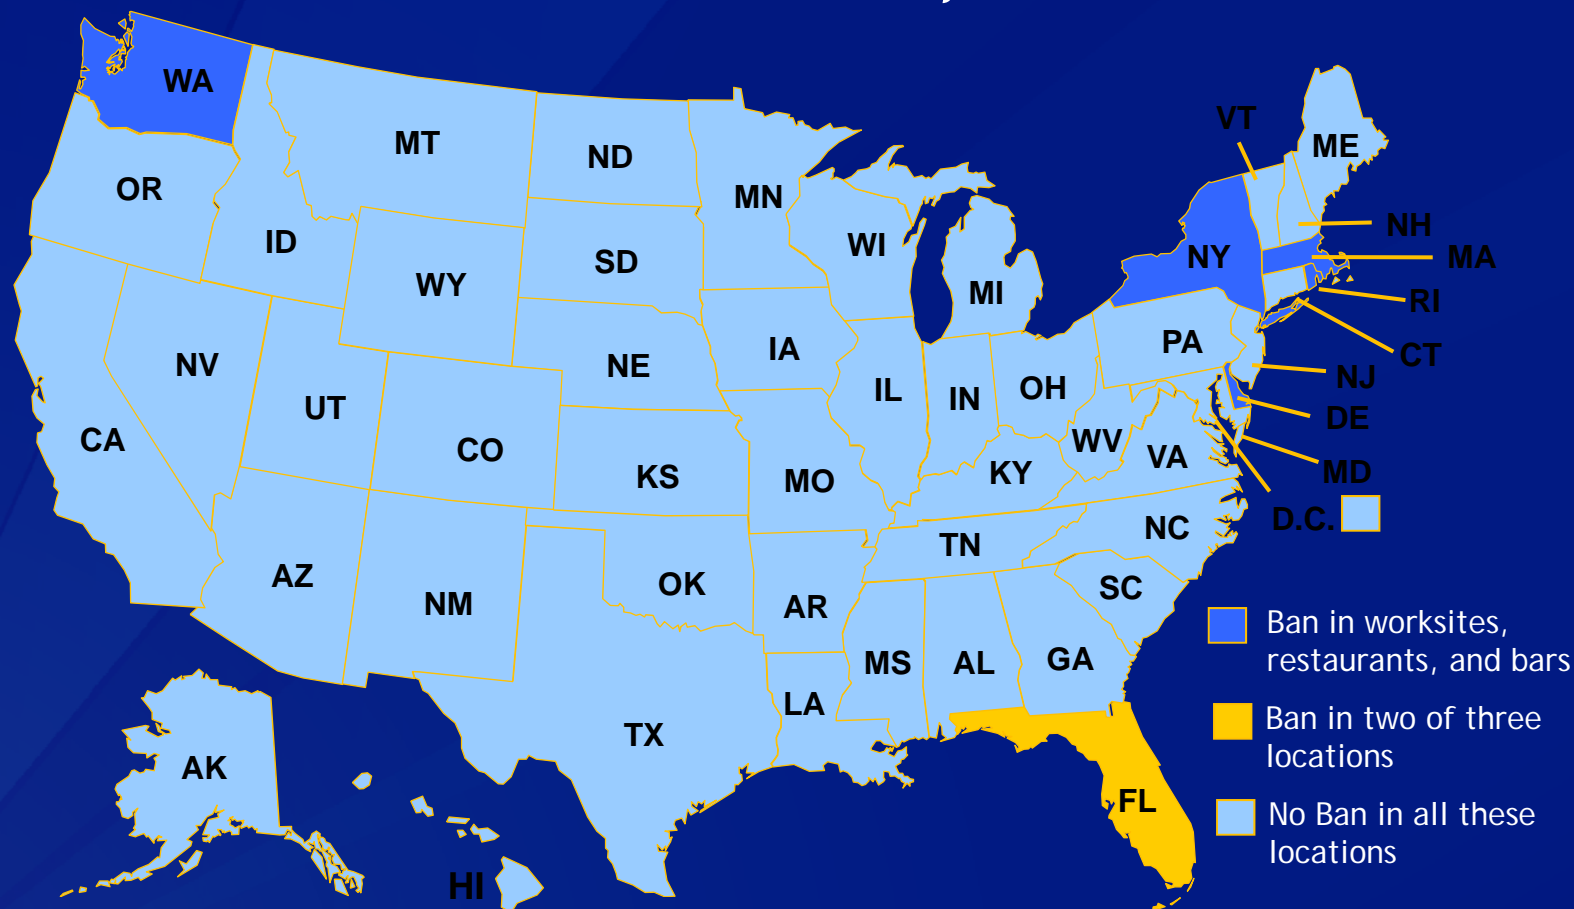 WA
MT
ND
VT
ME
OR
MN
ID
WI
NH
SD
NY
MA
WY
MI
RI
PA
IA
CT
NV
NE
NJ
UT
IL
IN
OH
DE
CA
CO
WV
VA
KS
MO
KY
MD
D.C.
NC
TN
AZ
OK
SC
NM
AR
Ban in worksites,
restaurants, and bars
MS
AL
GA
LA
TX
Ban in two of three
locations
AK
FL
No Ban in all these
locations
HI